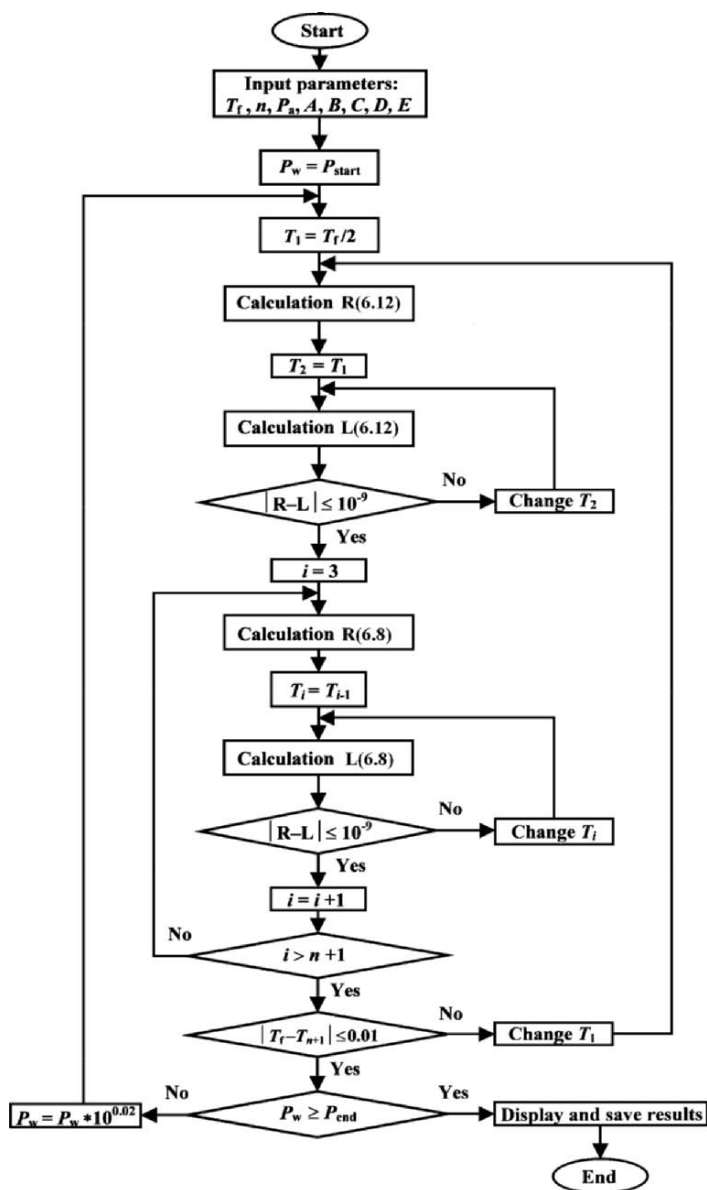 Start
Input parameters:
T_f , n, P_a, A, B, C, D, E
P_w = P_start
T_1 = T_f /2
Calculation R(6.12)
T_2 = T_1
Calculation L(6.12)
|R–L| ≤ 10^-9
No
Change T_2
Yes
i = 3
Calculation R(6.8)
T_i = T_i-1
Calculation L(6.8)
|R–L| ≤ 10^-9
No
Change T_i
Yes
i = i +1
No
i > n +1
Yes
|T_f–T_n+1| ≤ 0.01
No
Change T_1
Yes
No
P_w = P_w *10^0.02
P_w ≥ P_end
Yes
Display and save results
End